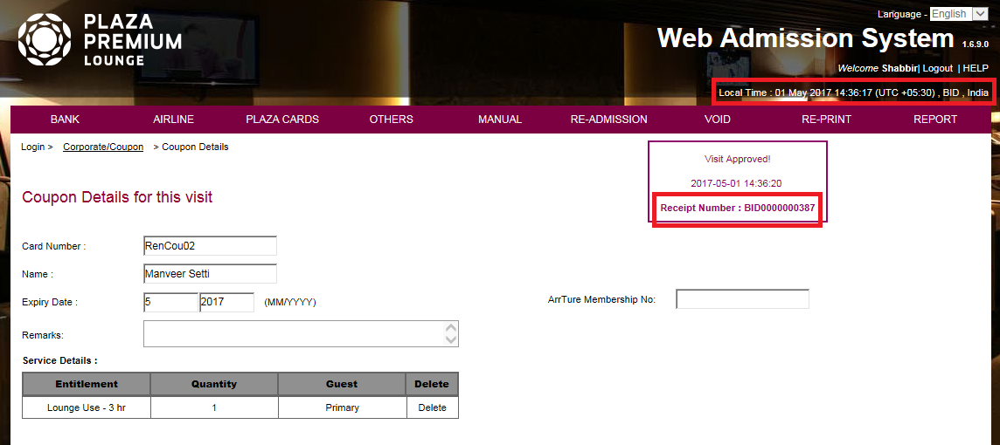 PLAZA
PREMIUM
LOUNGE
Language - English
Web Admission System 1.6.9.0
Welcome Shabbir| Logout | HELP
Local Time : 01 May 2017 14:36:17 (UTC +05:30) , BID , India
BANK AIRLINE PLAZA CARDS OTHERS MANUAL RE-ADMISSION VOID RE-PRINT REPORT
Login > Corporate/Coupon > Coupon Details
Visit Approved!
2017-05-01 14:36:20
Receipt Number : BID0000000387
Coupon Details for this visit
Card Number : RenCou02
Name : Manveer Setti
Expiry Date : 5 2017 (MM/YYYY)
ArrTure Membership No:
Remarks:
Service Details :
Entitlement Quantity Guest Delete
Lounge Use - 3 hr 1 Primary Delete